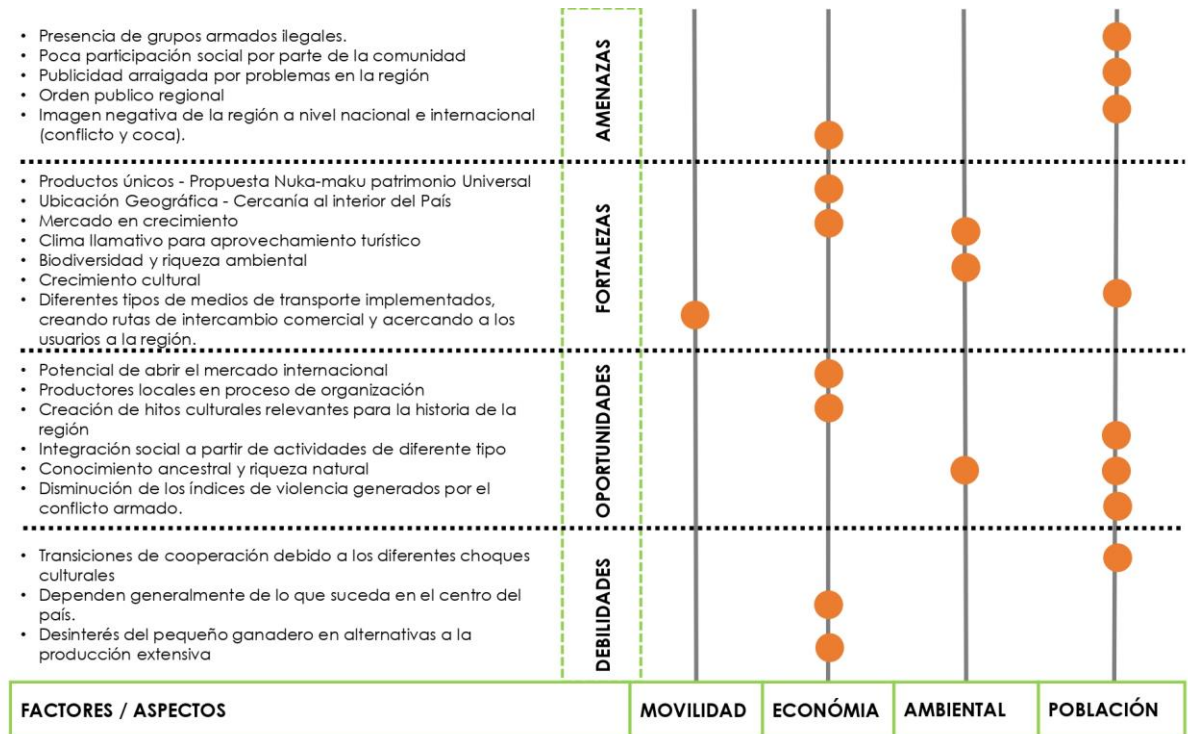 • Presencia de grupos armados ilegales.
• Poca participación social por parte de la comunidad
• Publicidad arraigada por problemas en la región
• Orden publico regional
• Imagen negativa de la región a nivel nacional e internacional
(conflicto y coca).
AMENAZAS
• Productos únicos - Propuesta Nuka-maku patrimonio Universal
• Ubicación Geográfica - Cercanía al interior del País
• Mercado en crecimiento
• Clima llamativo para aprovechamiento turístico
• Biodiversidad y riqueza ambiental
• Crecimiento cultural
• Diferentes tipos de medios de transporte implementados,
creando rutas de intercambio comercial y acercando a los
usuarios a la región.
FORTALEZAS
• Potencial de abrir el mercado internacional
• Productores locales en proceso de organización
• Creación de hitos culturales relevantes para la historia de la
región
• Integración social a partir de actividades de diferente tipo
• Conocimiento ancestral y riqueza natural
• Disminución de los índices de violencia generados por el
conflicto armado.
OPORTUNIDADES
• Transiciones de cooperación debido a los diferentes choques
culturales
• Dependen generalmente de lo que suceda en el centro del
país.
• Desinterés del pequeño ganadero en alternativas a la
producción extensiva
DEBILIDADES
FACTORES / ASPECTOS
MOVILIDAD
ECONÓMIA
AMBIENTAL
POBLACIÓN